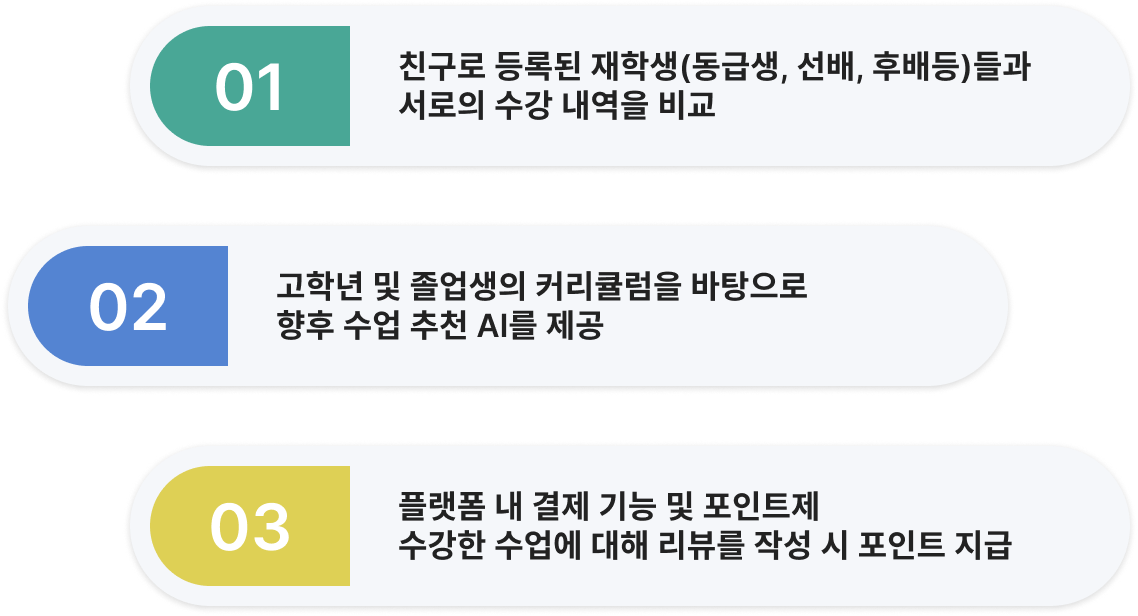 01
친구로 등록된 재학생(동급생, 선배, 후배등)들과
서로의 수강 내역을 비교
02
고학년 및 졸업생의 커리큘럼을 바탕으로
향후 수업 추천 AI를 제공
03
플랫폼 내 결제 기능 및 포인트제
수강한 수업에 대해 리뷰를 작성 시 포인트 지급